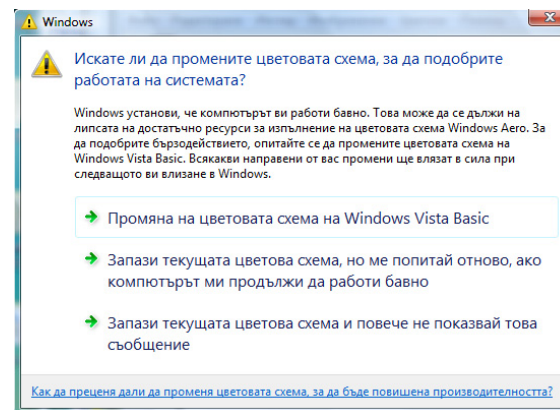 Windows
Искате ли да промените цветовата схема, за да подобрите
работата на системата?
Windows установи, че компютърът ви работи бавно. Това може да се дължи на
липсата на достатъчно ресурси за изпълнение на цветовата схема Windows Aero. За
да подобрите бързодействието, опитайте се да промените цветовата схема на
Windows Vista Basic. Всякакви направени от вас промени ще влязат в сила при
следващото ви влизане в Windows.
Промяна на цветовата схема на Windows Vista Basic
Запази текущата цветова схема, но ме попитай отново, ако
компютърът ми продължи да работи бавно
Запази текущата цветова схема и повече не показвай това
съобщение
Как да преценя дали да променя цветовата схема, за да бъде повишена производителността?